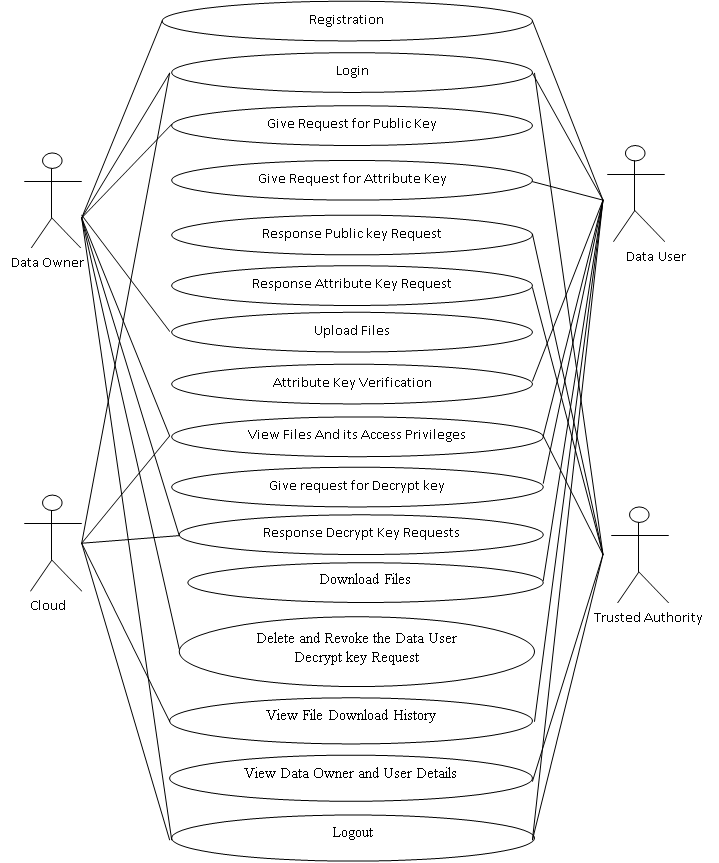 Registration
Login
Give Request for Public Key
Give Request for Attribute Key
Response Public key Request
Data Owner
Data User
Response Attribute Key Request
Upload Files
Attribute Key Verification
View Files And its Access Privileges
Give request for Decrypt key
Response Decrypt Key Requests
Download Files
Cloud
Trusted Authority
Delete and Revoke the Data User
Decrypt key Request
View File Download History
View Data Owner and User Details
Logout